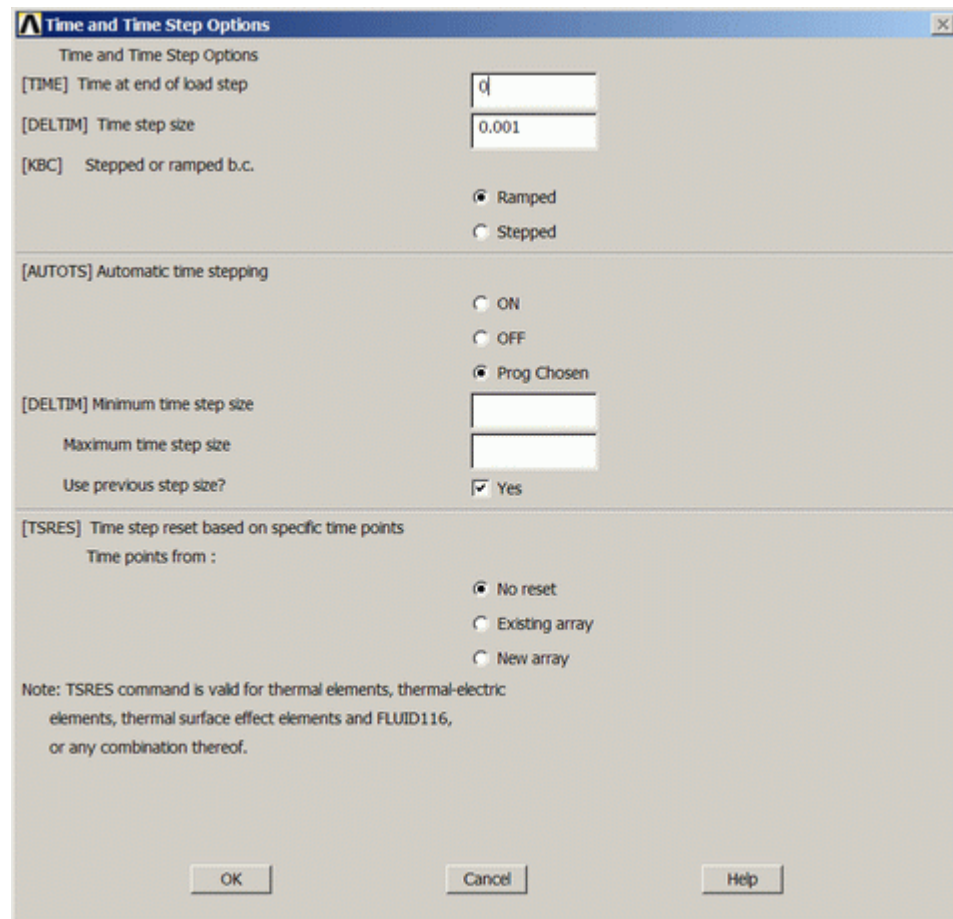 Time and Time Step Options
Time and Time Step Options
[TIME] Time at end of load step
0
[DELTIM] Time step size
0.001
[KBC] Stepped or ramped b.c.
Ramped
Stepped
[AUTOTS] Automatic time stepping
ON
OFF
Prog Chosen
[DELTIM] Minimum time step size
Maximum time step size
Use previous step size?
Yes
[TSRES] Time step reset based on specific time points
Time points from :
No reset
Existing array
New array
Note: TSRES command is valid for thermal elements, thermal-electric
elements, thermal surface effect elements and FLUID116,
or any combination thereof.
OK
Cancel
Help